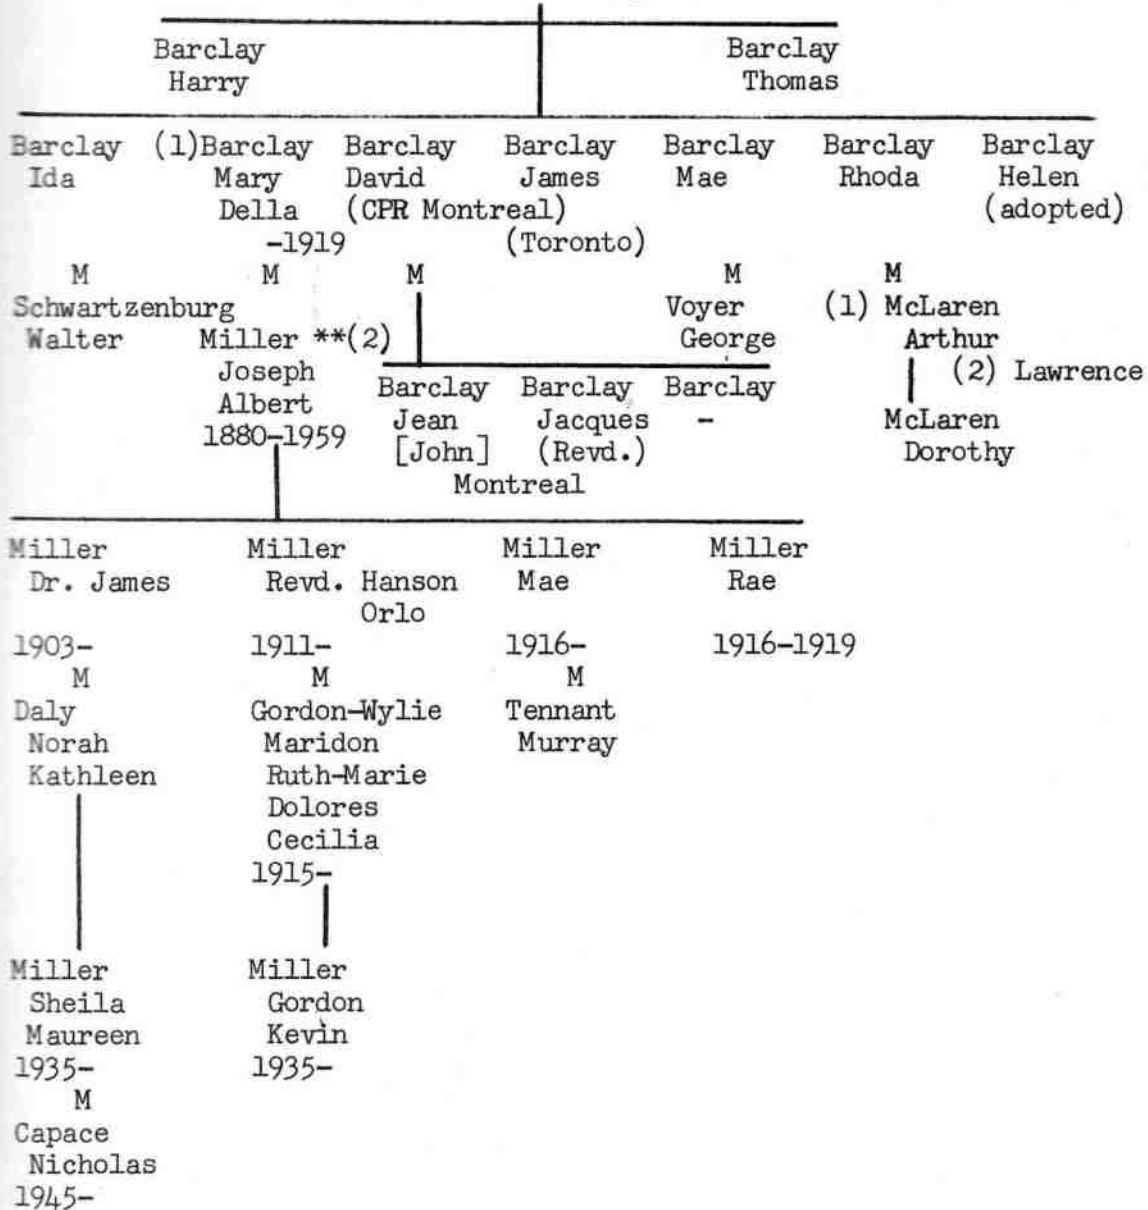 Barclay Barclay
Harry Thomas
Barclay (1)Barclay Barclay Barclay Barclay Barclay Barclay
Ida Mary David James Mae Rhoda Helen
Della (CPR Montreal) (adopted)
-1919 (Toronto)
M M M M M
Schwartzenburg Voyer (1) McLaren
Walter Miller **(2) George Arthur
Joseph Barclay Barclay Barclay (2) Lawrence
Albert Jean Jacques - McLaren
1880-1959 [John] (Revd.) Dorothy
Montreal
Miller Miller Miller Miller
Dr. James Revd. Hanson Mae Rae
Orlo
1903- 1911- 1916- 1916-1919
M M M
Daly Gordon-Wylie Tennant
Norah Maridon Murray
Kathleen Ruth-Marie
Dolores
Cecilia
1915-
Miller Miller
Sheila Gordon
Maureen Kevin
1935- 1935-
M
Capace
Nicholas
1945-